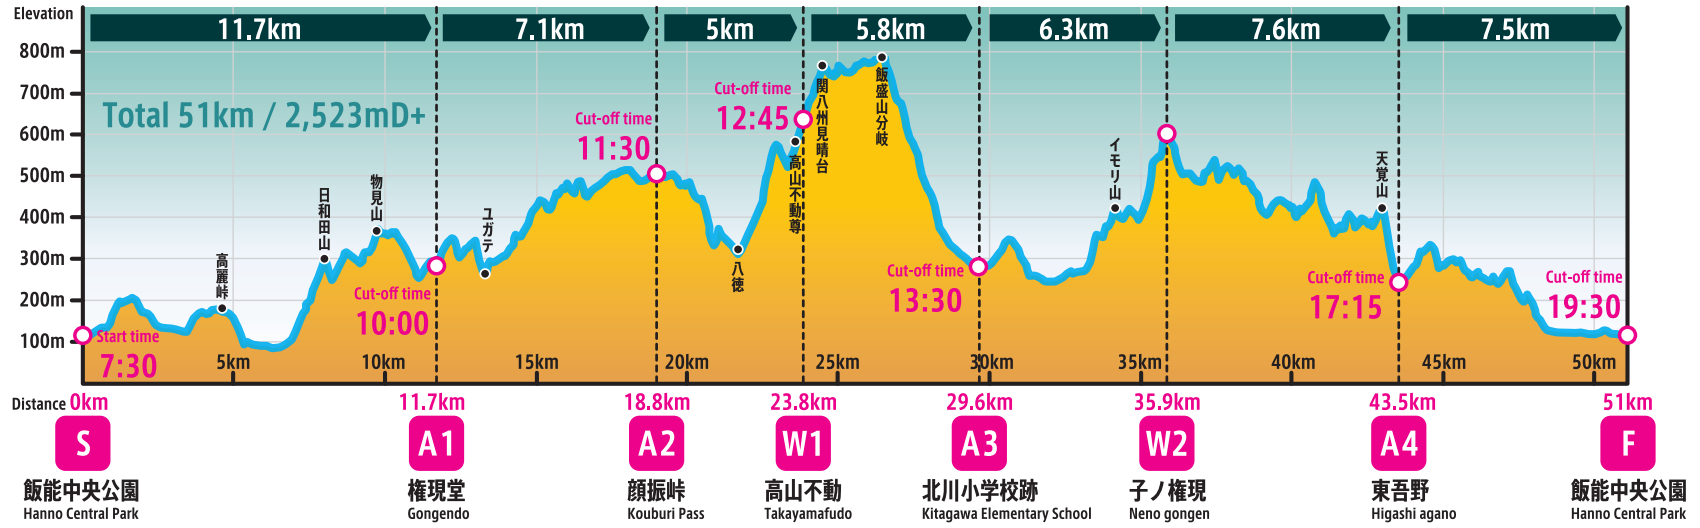 Elevation
11.7km
7.1km
5km
5.8km
6.3km
7.6km
7.5km
800m
700m
600m
500m
400m
300m
200m
100m
Total 51km / 2,523mD+
Start time
7:30
高麗峠
日和田山
物見山
Cut-off time
10:00
ユガテ
Cut-off time
11:30
八徳
Cut-off time
12:45
高山不動尊
関八州見晴台
飯盛山分岐
Cut-off time
13:30
イモリ山
天覚山
Cut-off time
17:15
Cut-off time
19:30
5km
10km
15km
20km
25km
30km
35km
40km
45km
50km
Distance
0km
11.7km
18.8km
23.8km
29.6km
35.9km
43.5km
51km
S
A1
A2
W1
A3
W2
A4
F
飯能中央公園
Hanno Central Park
権現堂
Gongendo
顔振峠
Kouburi Pass
高山不動
Takayamafudo
北川小学校跡
Kitagawa Elementary School
子ノ権現
Neno gongen
東吾野
Higashi agano
飯能中央公園
Hanno Central Park